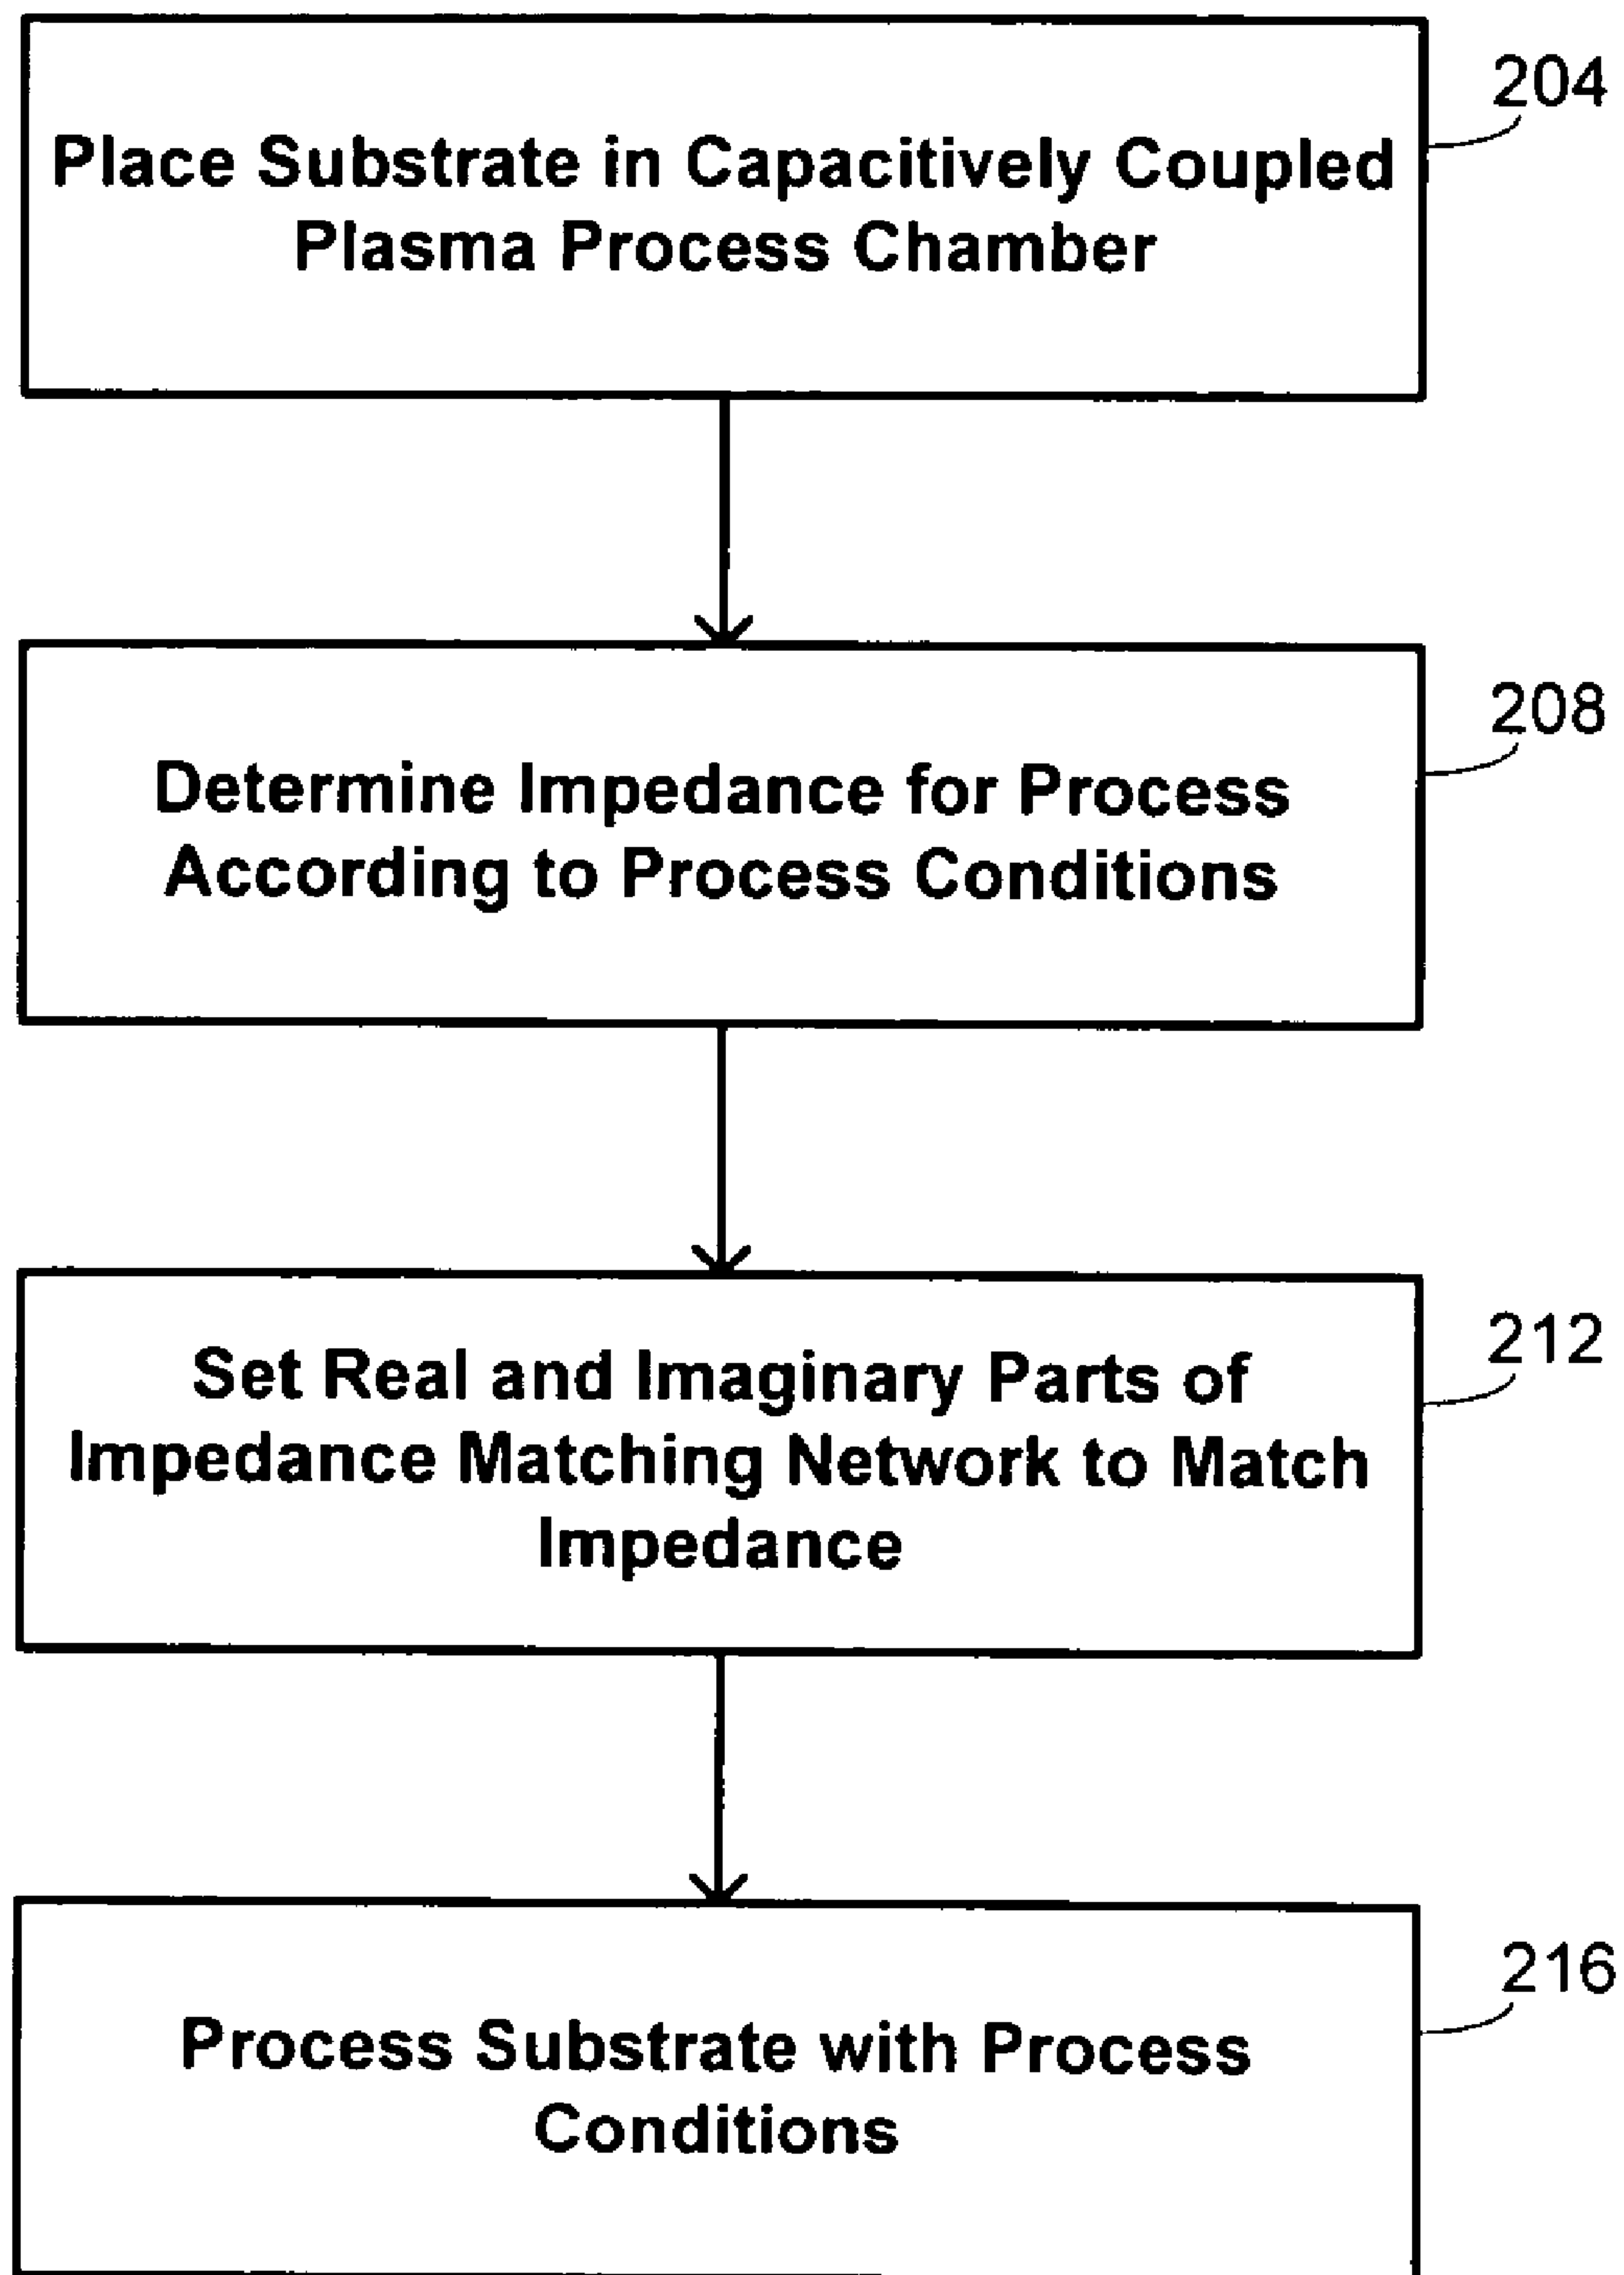 204
Place Substrate in Capacitively Coupled
Plasma Process Chamber
208
Determine Impedance for Process
According to Process Conditions
212
Set Real and Imaginary Parts of
Impedance Matching Network to Match
Impedance
216
Process Substrate with Process
Conditions